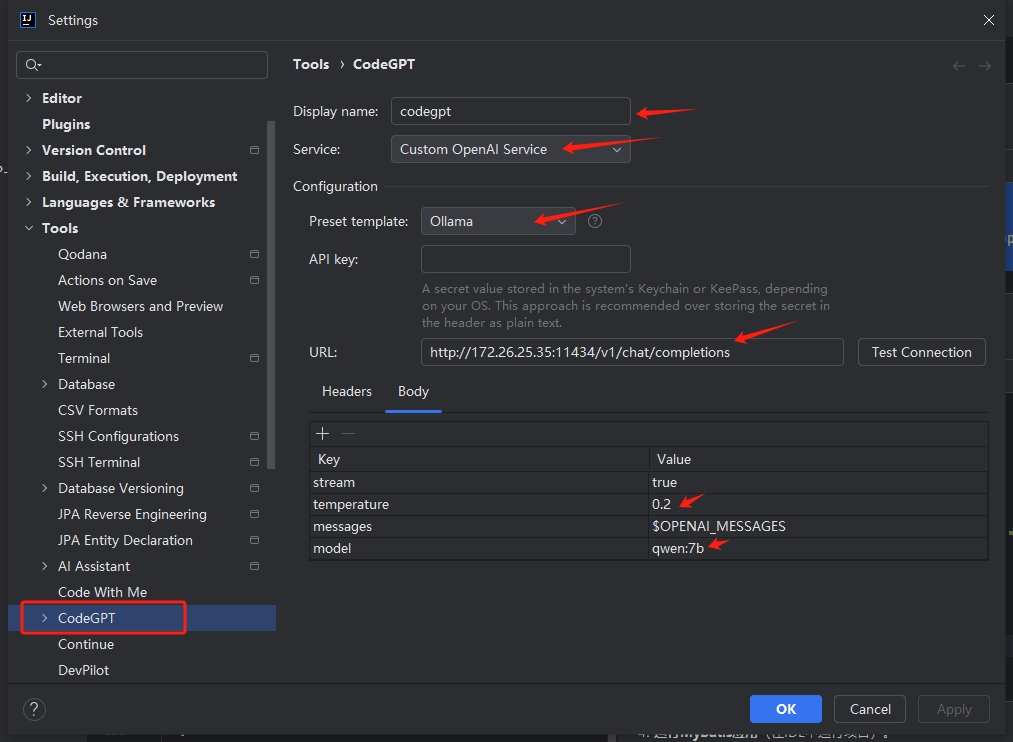 Settings
Tools › CodeGPT
Editor
Plugins
Version Control
Build, Execution, Deployment
Languages & Frameworks
Tools
Qodana
Actions on Save
Web Browsers and Preview
External Tools
Terminal
Database
CSV Formats
SSH Configurations
SSH Terminal
Database Versioning
JPA Reverse Engineering
JPA Entity Declaration
AI Assistant
Code With Me
CodeGPT
Continue
DevPilot
Display name: codegpt
Service: Custom OpenAI Service
Configuration
Preset template: Ollama
API key:
A secret value stored in the system's Keychain or KeePass, depending
on your OS. This approach is recommended over storing the secret in
the header as plain text.
URL: http://172.26.25.35:11434/v1/chat/completions Test Connection
Headers Body
Key Value
stream true
temperature 0.2
messages $OPENAI_MESSAGES
model qwen:7b
? OK Cancel Apply